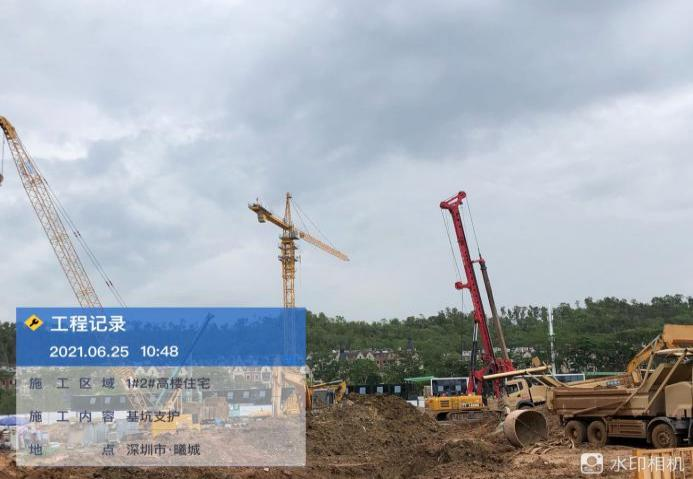 工程记录
2021.06.25 10:48
施工区域 1#2#高楼住宅
施工内容 基坑支护
地点 深圳市·曦城
水印相机